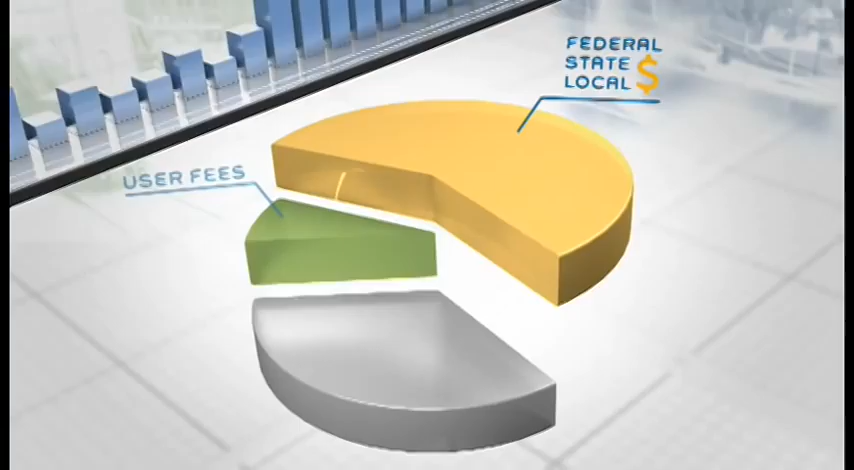 FEDERAL
STATE
LOCAL $
USER FEES